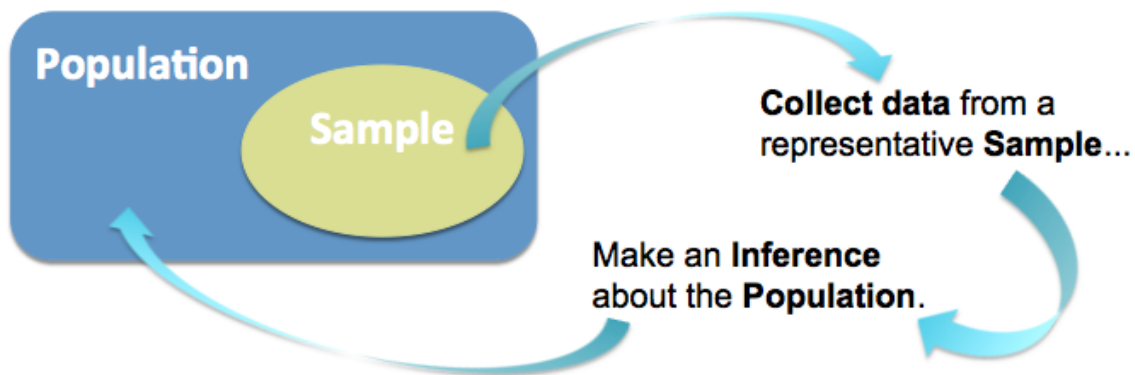 Population
Sample
Collect data from a
representative Sample...
Make an Inference
about the Population.